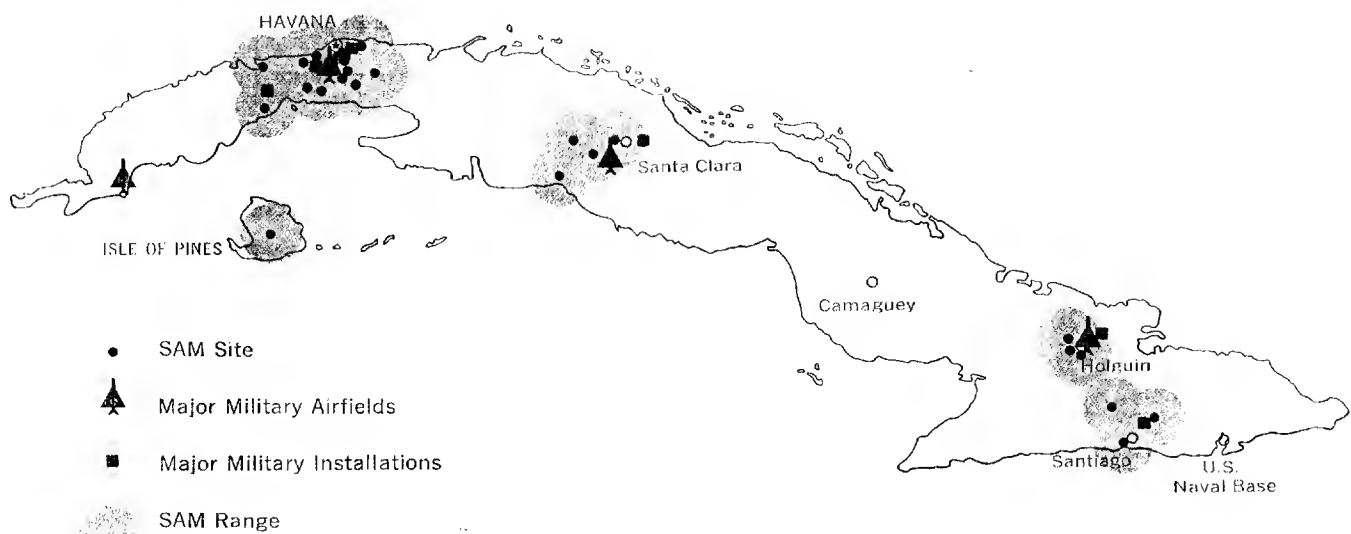 HAVANA
Santa Clara
ISLE OF PINES
Camaguey
Holguin
Santiago
U.S.
Naval Base
SAM Site
Major Military Airfields
Major Military Installations
SAM Range